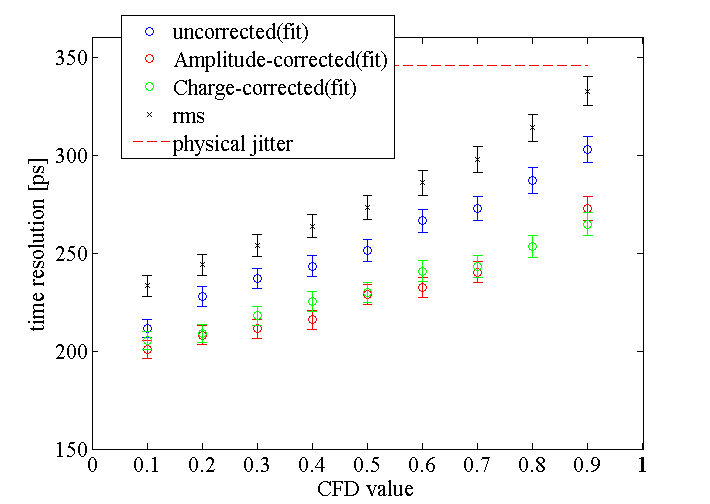 uncorrected(fit)
Amplitude-corrected(fit)
Charge-corrected(fit)
rms
physical jitter
350
300
250
200
150
time resolution [ps]
0 0.1 0.2 0.3 0.4 0.5 0.6 0.7 0.8 0.9 1
CFD value